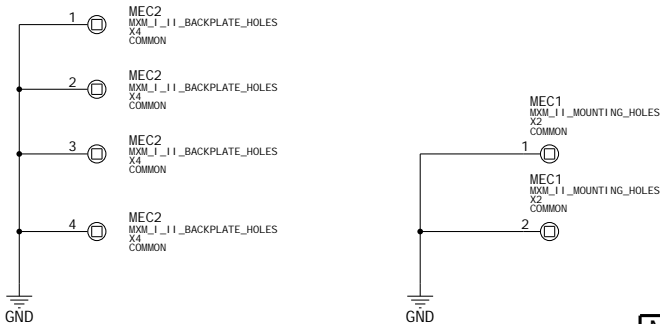 1
MEC2
MXM_I_II_BACKPLATE_HOLES
X4
COMMON
2
MEC2
MXM_I_II_BACKPLATE_HOLES
X4
COMMON
3
MEC2
MXM_I_II_BACKPLATE_HOLES
X4
COMMON
4
MEC2
MXM_I_II_BACKPLATE_HOLES
X4
COMMON
GND
MEC1
MXM_II_MOUNTING_HOLES
X2
COMMON
1
MEC1
MXM_II_MOUNTING_HOLES
X2
COMMON
2
GND